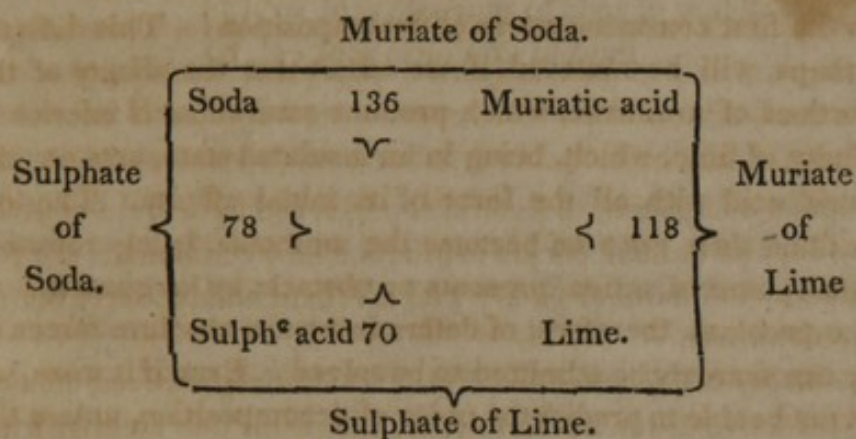 Muriate of Soda.
Soda 136 Muriatic acid
Sulphate of Soda. 78 118 Muriate of Lime
Sulphᶜ acid 70 Lime.
Sulphate of Lime.